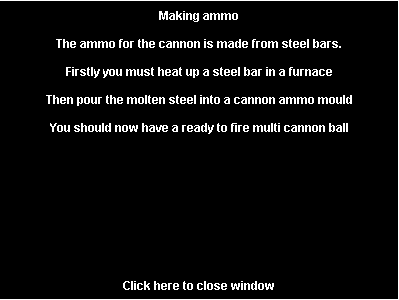 Making ammo
The ammo for the cannon is made from steel bars.
Firstly you must heat up a steel bar in a furnace
Then pour the molten steel into a cannon ammo mould
You should now have a ready to fire multi cannon ball
Click here to close window